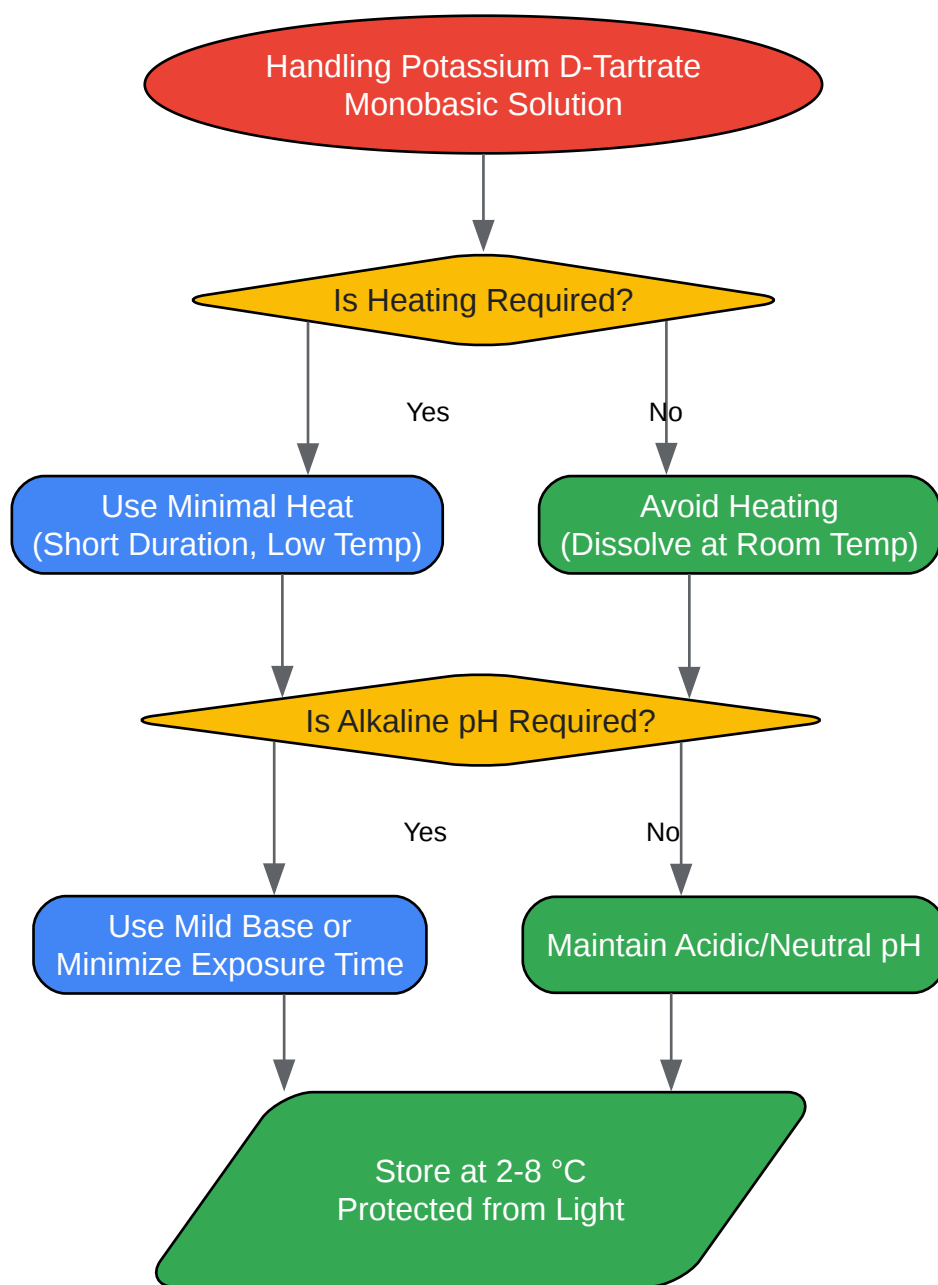 Handling Potassium D-Tartrate
Monobasic Solution
Is Heating Required?
Yes
No
Use Minimal Heat
(Short Duration, Low Temp)
Avoid Heating
(Dissolve at Room Temp)
Is Alkaline pH Required?
Yes
No
Use Mild Base or
Minimize Exposure Time
Maintain Acidic/Neutral pH
Store at 2-8 °C
Protected from Light